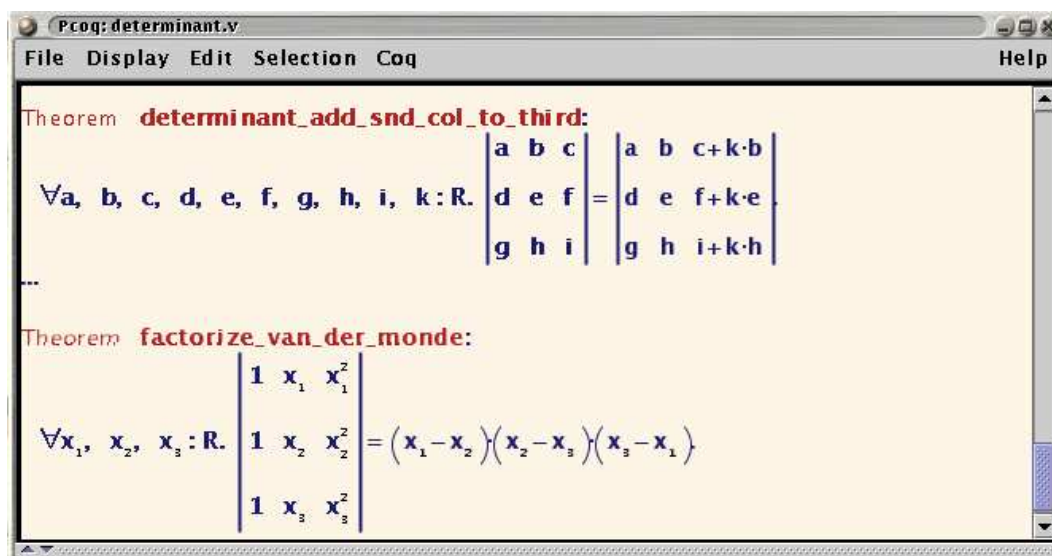 Pcoq: determinant.v
File Display Edit Selection Coq Help
Theorem determinant_add_snd_col_to_third:
∀a, b, c, d, e, f, g, h, i, k : R. |a b c| = |a b c+k·b|
|d e f| |d e f+k·e|
|g h i| |g h i+k·h|.
...
Theorem factorize_van_der_monde:
∀x₁, x₂, x₃ : R. |1 x₁ x₁²| = (x₁−x₂)·(x₂−x₃)·(x₃−x₁).
|1 x₂ x₂²|
|1 x₃ x₃²|